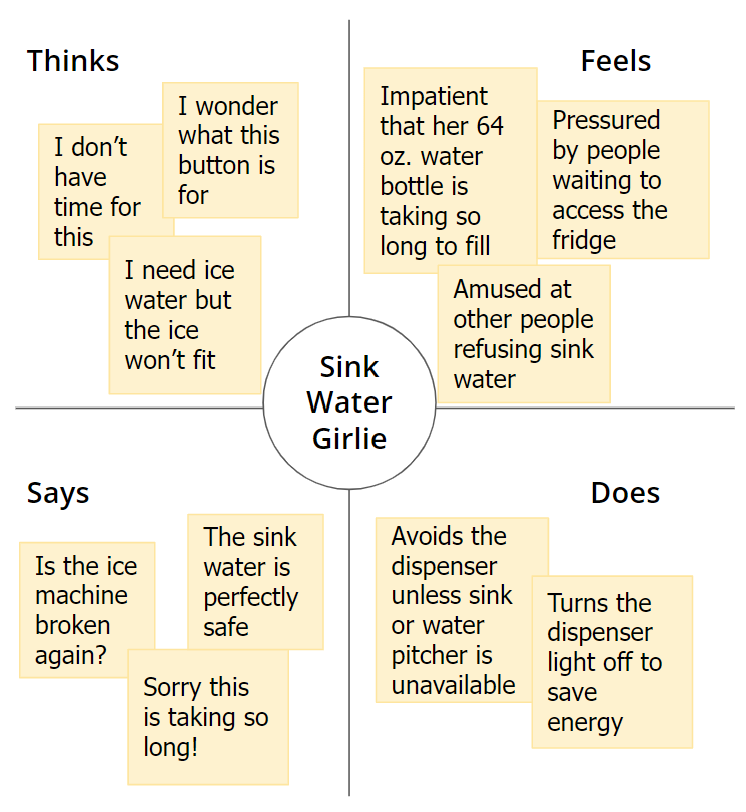 Thinks
I don’t
have
time for
this
I wonder
what this
button is
for
I need ice
water but
the ice
won’t fit
Feels
Impatient
that her 64
oz. water
bottle is
taking so
long to fill
Pressured
by people
waiting to
access the
fridge
Amused at
other people
refusing sink
water
Sink
Water
Girlie
Says
Is the ice
machine
broken
again?
The sink
water is
perfectly
safe
Sorry this
is taking so
long!
Does
Avoids the
dispenser
unless sink
or water
pitcher is
unavailable
Turns the
dispenser
light off to
save
energy